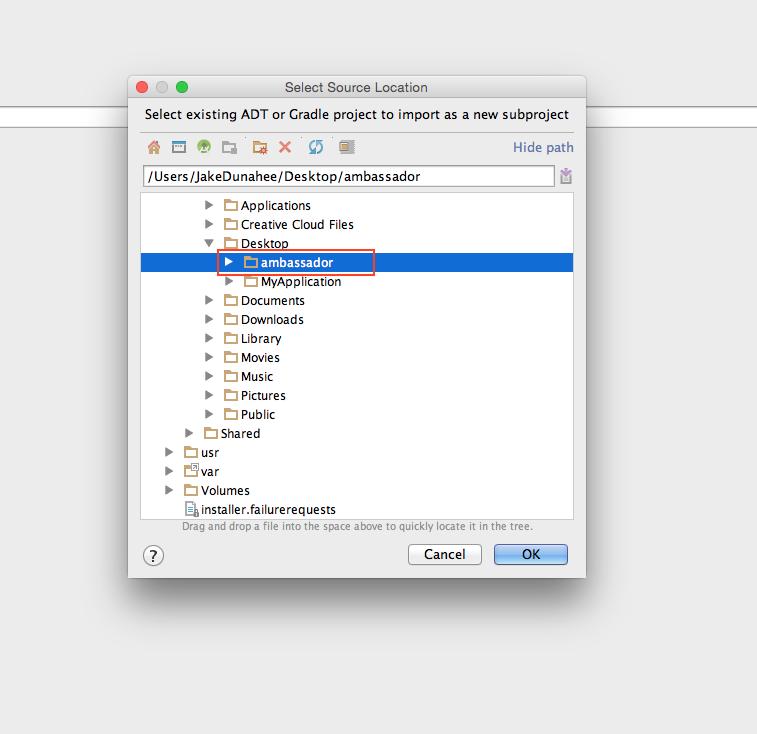 Select Source Location
Select existing ADT or Gradle project to import as a new subproject
Hide path
/Users/JakeDunahee/Desktop/ambassador
Applications
Creative Cloud Files
Desktop
ambassador
MyApplication
Documents
Downloads
Library
Movies
Music
Pictures
Public
Shared
usr
var
Volumes
installer.failurerequests
Drag and drop a file into the space above to quickly locate it in the tree.
?
Cancel
OK